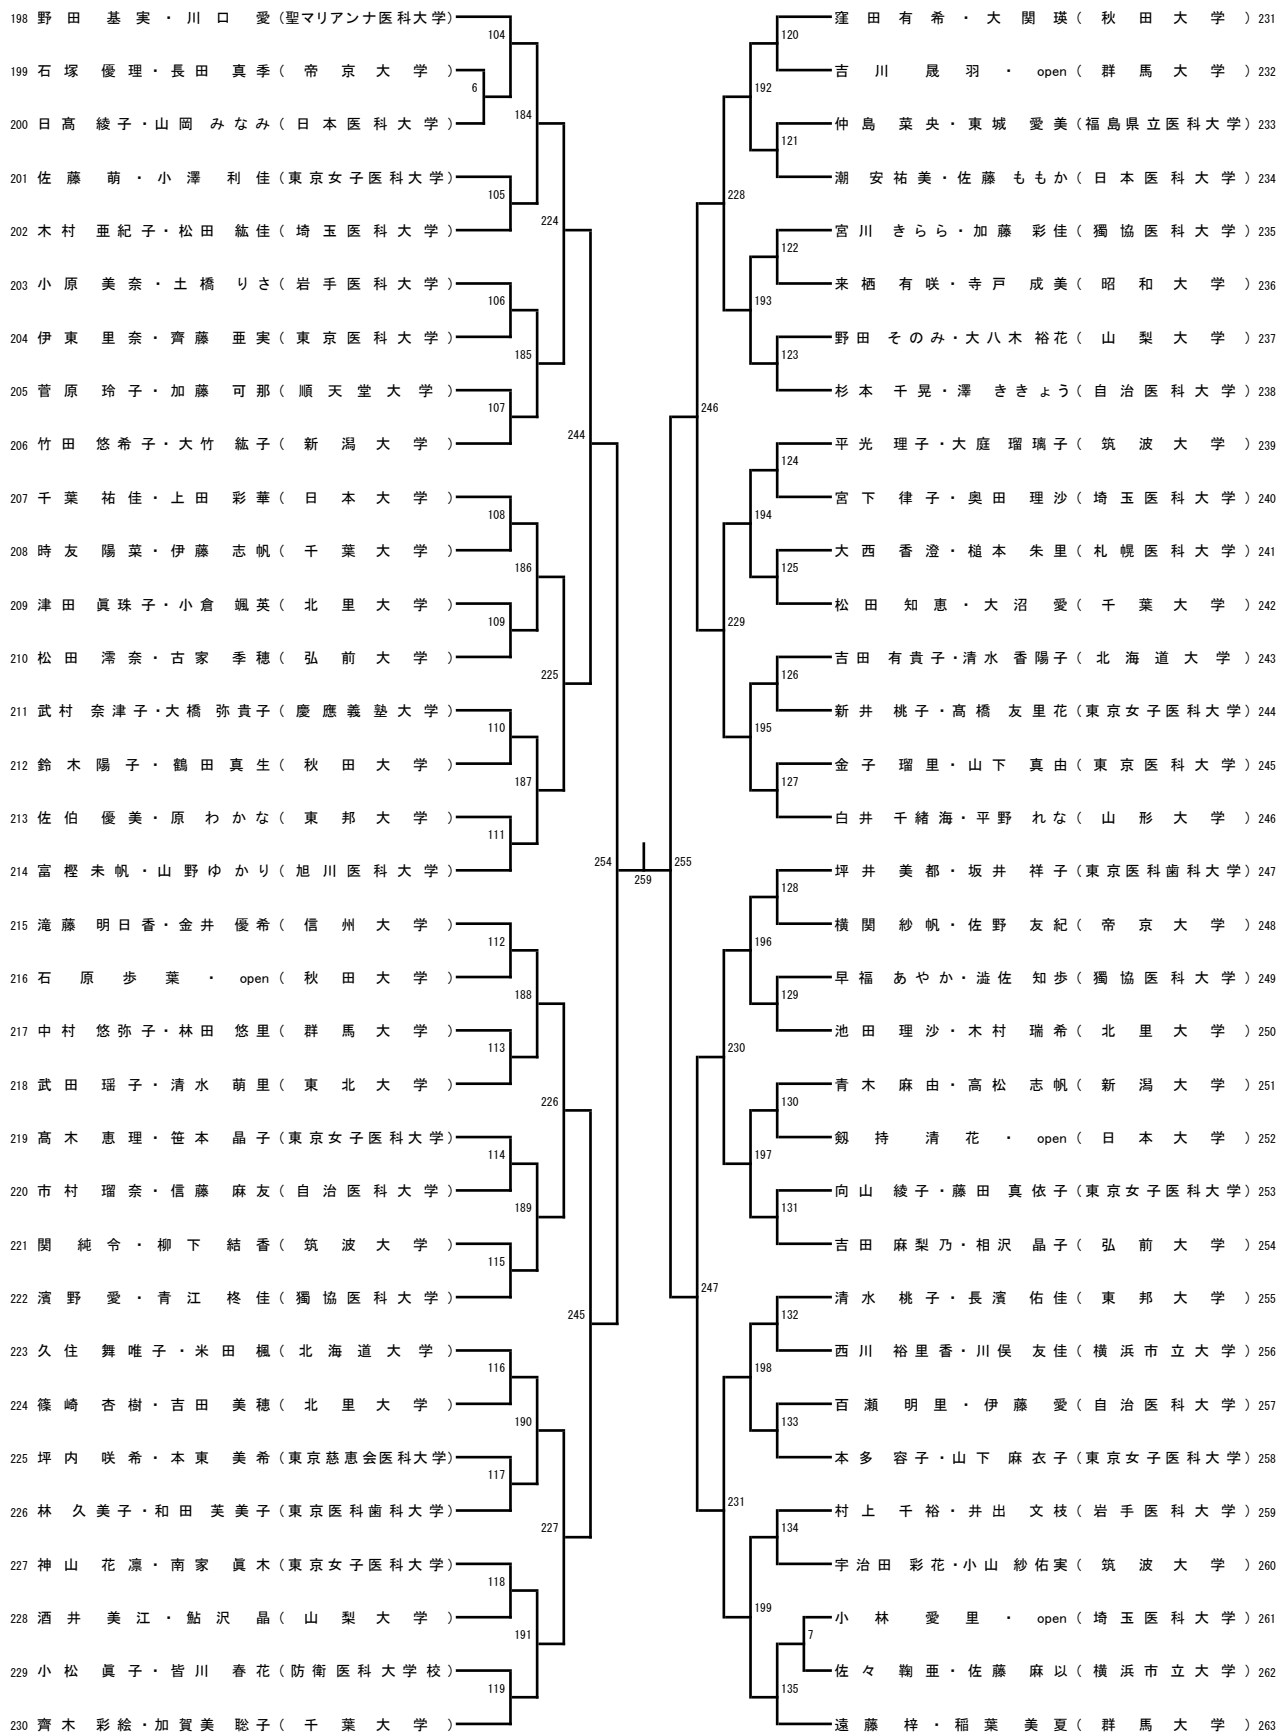 198 野田 基実・川口 愛(聖マリアンナ医科大学)
199 石塚 優理・長田 真季(帝京大学)
200 日髙 綾子・山岡 みなみ(日本医科大学)
201 佐藤 萌・小澤 利佳(東京女子医科大学)
202 木村 亜紀子・松田 紘佳(埼玉医科大学)
203 小原 美奈・土橋 りさ(岩手医科大学)
204 伊東 里奈・齊藤 亜実(東京医科大学)
205 菅原 玲子・加藤 可那(順天堂大学)
206 竹田 悠希子・大竹 紘子(新潟大学)
207 千葉 祐佳・上田 彩華(日本大学)
208 時友 陽菜・伊藤 志帆(千葉大学)
209 津田 眞珠子・小倉 颯英(北里大学)
210 松田 澪奈・古家 季穂(弘前大学)
211 武村 奈津子・大橋 弥貴子(慶應義塾大学)
212 鈴木陽子・鶴田真生(秋田大学)
213 佐伯 優美・原 わかな(東邦大学)
214 富樫未帆・山野ゆかり(旭川医科大学)
215 滝藤 明日香・金井 優希(信州大学)
216 石原歩葉・open(秋田大学)
217 中村 悠弥子・林田 悠里(群馬大学)
218 武田 瑶子・清水 萌里(東北大学)
219 髙木 恵理・笹本 晶子(東京女子医科大学)
220 市村 瑠奈・信藤 麻友(自治医科大学)
221 関 純令・柳下 結香(筑波大学)
222 濱野 愛・青江 柊佳(獨協医科大学)
223 久住 舞唯子・米田 楓(北海道大学)
224 篠崎 杏樹・吉田 美穂(北里大学)
225 坪内 咲希・本東 美希(東京慈恵会医科大学)
226 林 久美子・和田 芙美子(東京医科歯科大学)
227 神山 花凛・南家 眞木(東京女子医科大学)
228 酒井 美江・鮎沢 晶(山梨大学)
229 小松 眞子・皆川 春花(防衛医科大学校)
230 齊木 彩絵・加賀美 聡子(千葉大学)
104
6
184
105
224
106
185
107
244
108
186
109
225
110
187
111
254
112
188
113
226
114
189
115
245
116
190
117
227
118
191
119
259
255
120
192
121
228
122
193
123
246
124
194
125
229
126
195
127
128
196
129
230
130
197
131
247
132
198
133
231
134
199
7
135
窪田有希・大関瑛(秋田大学)231
吉川 晟羽・open(群馬大学)232
仲島 菜央・東城 愛美(福島県立医科大学)233
潮 安祐美・佐藤 ももか(日本医科大学)234
宮川 きらら・加藤 彩佳(獨協医科大学)235
来栖 有咲・寺戸 成美(昭和大学)236
野田 そのみ・大八木 裕花(山梨大学)237
杉本 千晃・澤 ききょう(自治医科大学)238
平光 理子・大庭 瑠璃子(筑波大学)239
宮下 律子・奥田 理沙(埼玉医科大学)240
大西 香澄・槌本 朱里(札幌医科大学)241
松田 知恵・大沼 愛(千葉大学)242
吉田 有貴子・清水 香陽子(北海道大学)243
新井 桃子・髙橋 友里花(東京女子医科大学)244
金子 瑠里・山下 真由(東京医科大学)245
白井 千緒海・平野 れな(山形大学)246
坪井 美都・坂井 祥子(東京医科歯科大学)247
横関 紗帆・佐野 友紀(帝京大学)248
早福 あやか・澁佐 知歩(獨協医科大学)249
池田 理沙・木村 瑞希(北里大学)250
青木 麻由・高松 志帆(新潟大学)251
剱持 清花・open(日本大学)252
向山 綾子・藤田 真依子(東京女子医科大学)253
吉田 麻梨乃・相沢 晶子(弘前大学)254
清水 桃子・長濱 佑佳(東邦大学)255
西川 裕里香・川俣 友佳(横浜市立大学)256
百瀬 明里・伊藤 愛(自治医科大学)257
本多 容子・山下 麻衣子(東京女子医科大学)258
村上 千裕・井出 文枝(岩手医科大学)259
宇治田 彩花・小山 紗佑実(筑波大学)260
小林 愛里・open(埼玉医科大学)261
佐々 鞠亜・佐藤 麻以(横浜市立大学)262
遠藤 梓・稲葉 美夏(群馬大学)263